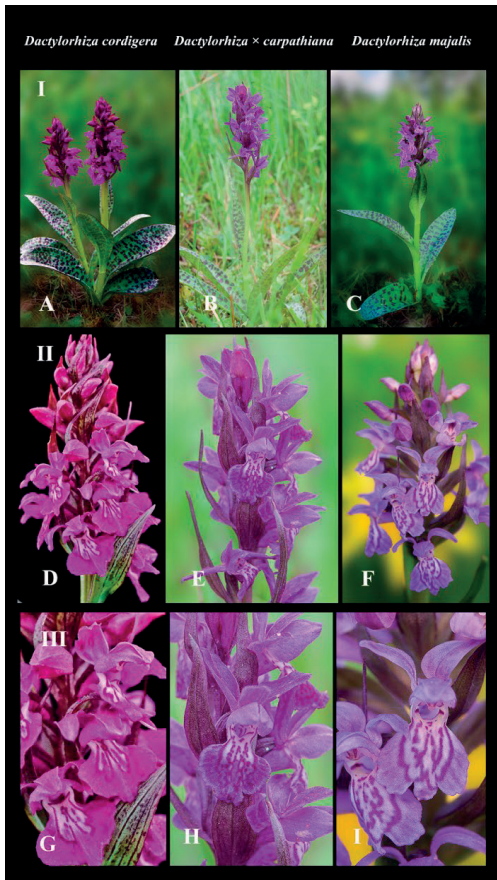 Dactylorhiza cordigera Dactylorhiza × carpathiana Dactylorhiza majalis
I
A B C
II
D E F
III
G H I